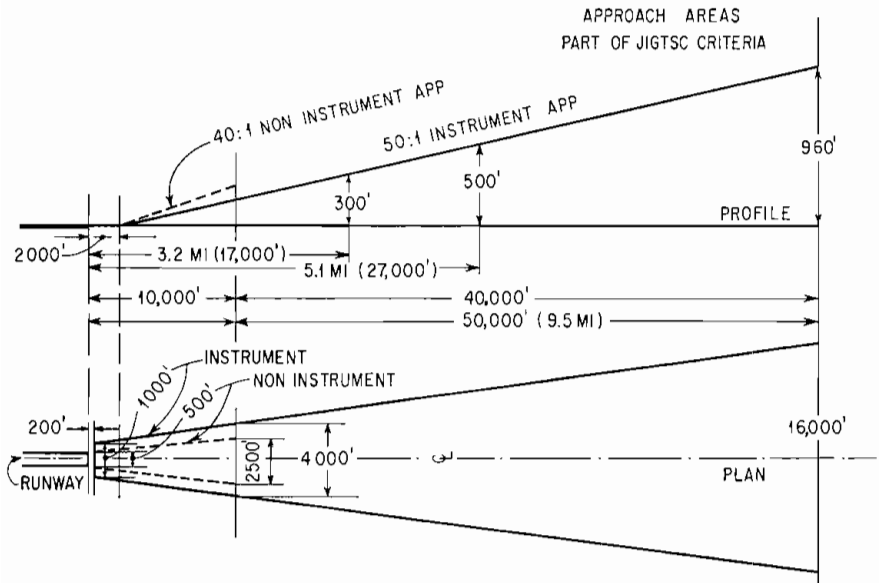 APPROACH AREAS
PART OF JIGTSC CRITERIA
40:1 NON INSTRUMENT APP
50:1 INSTRUMENT APP
960'
500'
300'
PROFILE
2000'
3.2 MI (17,000')
5.1 MI (27,000')
10,000'
40,000'
50,000' (9.5 MI)
INSTRUMENT
1000'
NON INSTRUMENT
500'
200'
16,000'
2500'
4000'
℄
RUNWAY
PLAN